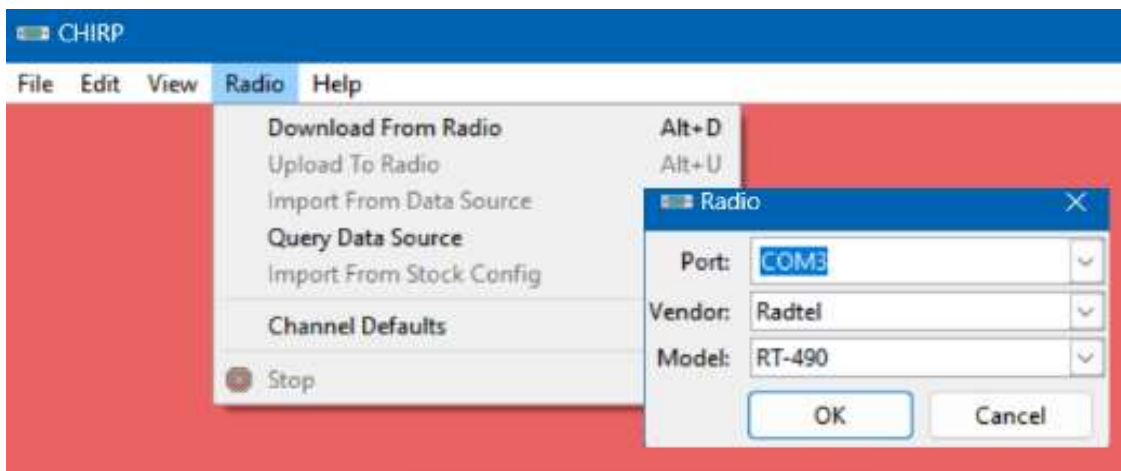 CHIRP
File Edit View Radio Help
Download From Radio Alt+D
Upload To Radio Alt+U
Import From Data Source
Query Data Source
Import From Stock Config
Channel Defaults
Stop
Radio
Port: COM3
Vendor: Radtel
Model: RT-490
OK Cancel